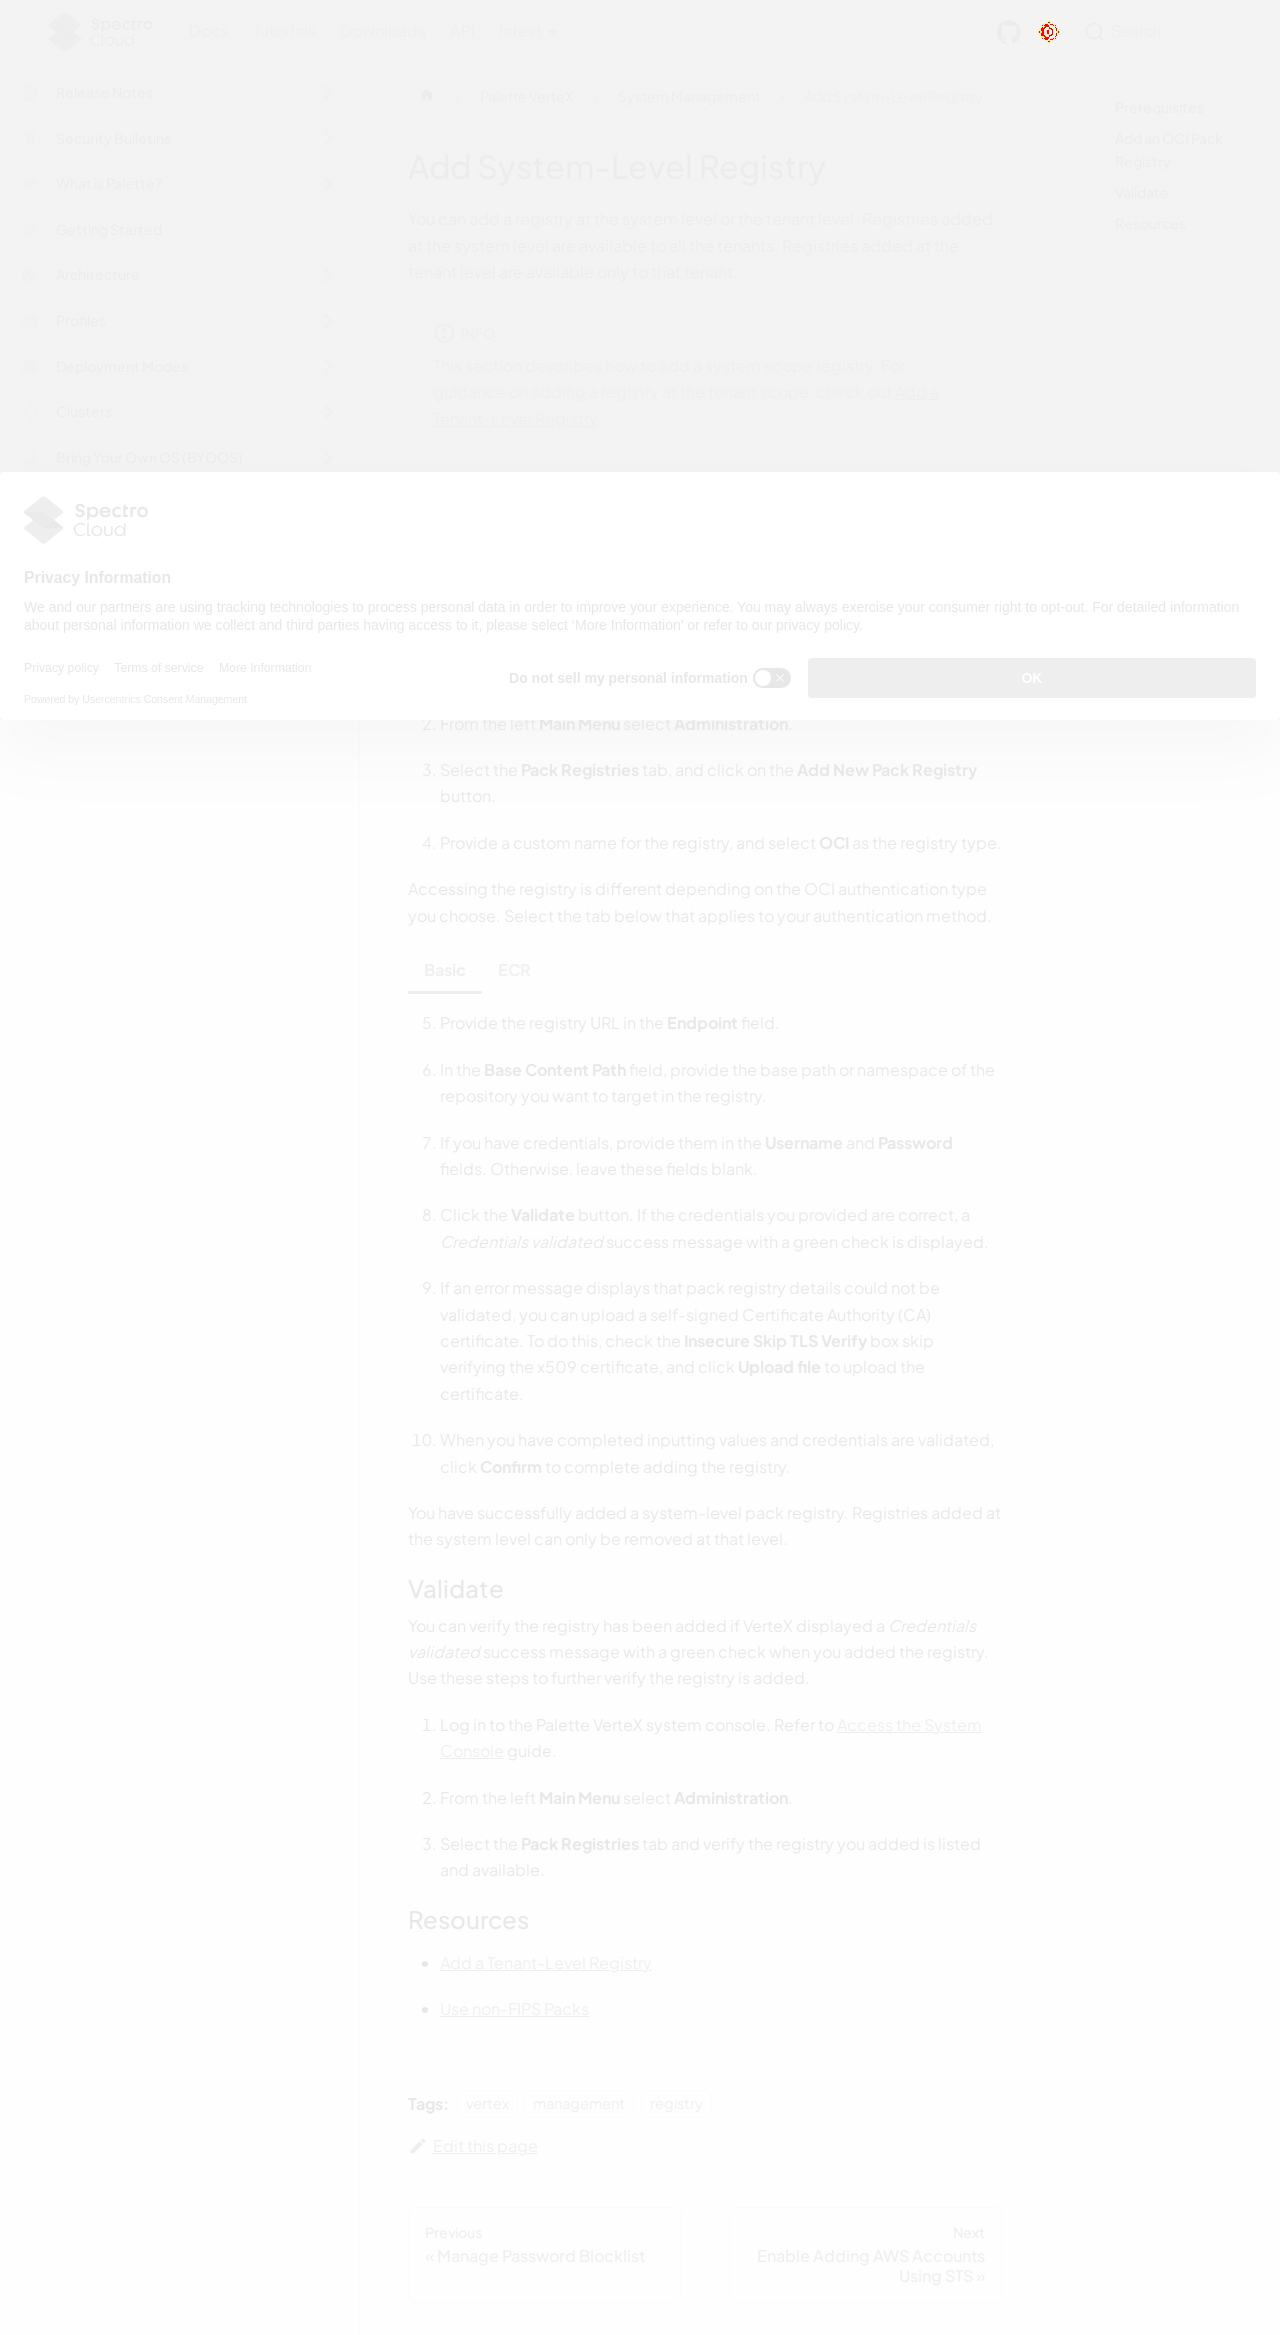 Spectro Cloud
Docs Tutorials Downloads API latest
Search
Release Notes
Security Bulletins
What is Palette?
Getting Started
Architecture
Profiles
Deployment Modes
Clusters
Bring Your Own OS (BYOOS)
Palette VerteX
System Management
Add System-Level Registry
Add System-Level Registry
You can add a registry at the system level or the tenant level. Registries added
at the system level are available to all the tenants. Registries added at the
tenant level are available only to that tenant.
INFO
This section describes how to add a system scope registry. For
guidance on adding a registry at the tenant scope, check out Add a
Tenant-Level Registry
Prerequisites
Add an OCI Pack
Registry
Validate
Resources
Spectro
Cloud
Privacy Information
We and our partners are using tracking technologies to process personal data in order to improve your experience. You may always exercise your consumer right to opt-out. For detailed information
about personal information we collect and third parties having access to it, please select 'More Information' or refer to our privacy policy.
Privacy policy Terms of service More Information
Powered by Usercentrics Consent Management
Do not sell my personal information
OK
2. From the left Main Menu select Administration.
3. Select the Pack Registries tab, and click on the Add New Pack Registry
button.
4. Provide a custom name for the registry, and select OCI as the registry type.
Accessing the registry is different depending on the OCI authentication type
you choose. Select the tab below that applies to your authentication method.
Basic ECR
5. Provide the registry URL in the Endpoint field.
6. In the Base Content Path field, provide the base path or namespace of the
repository you want to target in the registry.
7. If you have credentials, provide them in the Username and Password
fields. Otherwise, leave these fields blank.
8. Click the Validate button. If the credentials you provided are correct, a
Credentials validated success message with a green check is displayed.
9. If an error message displays that pack registry details could not be
validated, you can upload a self-signed Certificate Authority (CA)
certificate. To do this, check the Insecure Skip TLS Verify box skip
verifying the x509 certificate, and click Upload file to upload the
certificate.
10. When you have completed inputting values and credentials are validated,
click Confirm to complete adding the registry.
You have successfully added a system-level pack registry. Registries added at
the system level can only be removed at that level.
Validate
You can verify the registry has been added if VerteX displayed a Credentials
validated success message with a green check when you added the registry.
Use these steps to further verify the registry is added.
1. Log in to the Palette VerteX system console. Refer to Access the System
Console guide.
2. From the left Main Menu select Administration.
3. Select the Pack Registries tab and verify the registry you added is listed
and available.
Resources
Add a Tenant-Level Registry
Use non-FIPS Packs
Tags: vertex management registry
Edit this page
Previous
« Manage Password Blocklist
Next
Enable Adding AWS Accounts
Using STS »